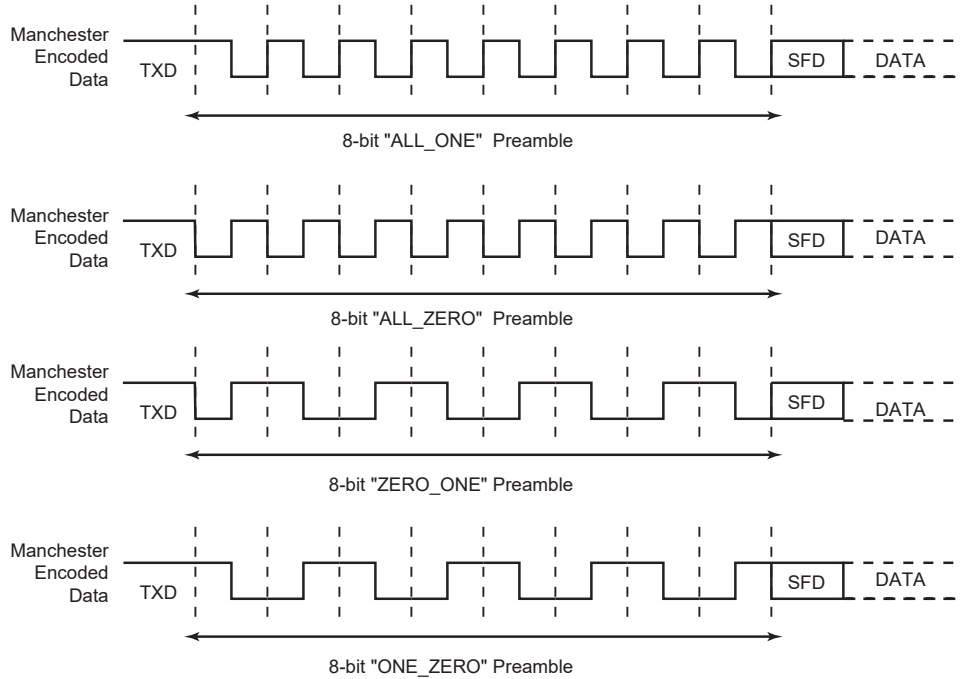 Manchester
Encoded
Data
TXD
SFD
DATA
8-bit "ALL_ONE" Preamble
Manchester
Encoded
Data
TXD
SFD
DATA
8-bit "ALL_ZERO" Preamble
Manchester
Encoded
Data
TXD
SFD
DATA
8-bit "ZERO_ONE" Preamble
Manchester
Encoded
Data
TXD
SFD
DATA
8-bit "ONE_ZERO" Preamble